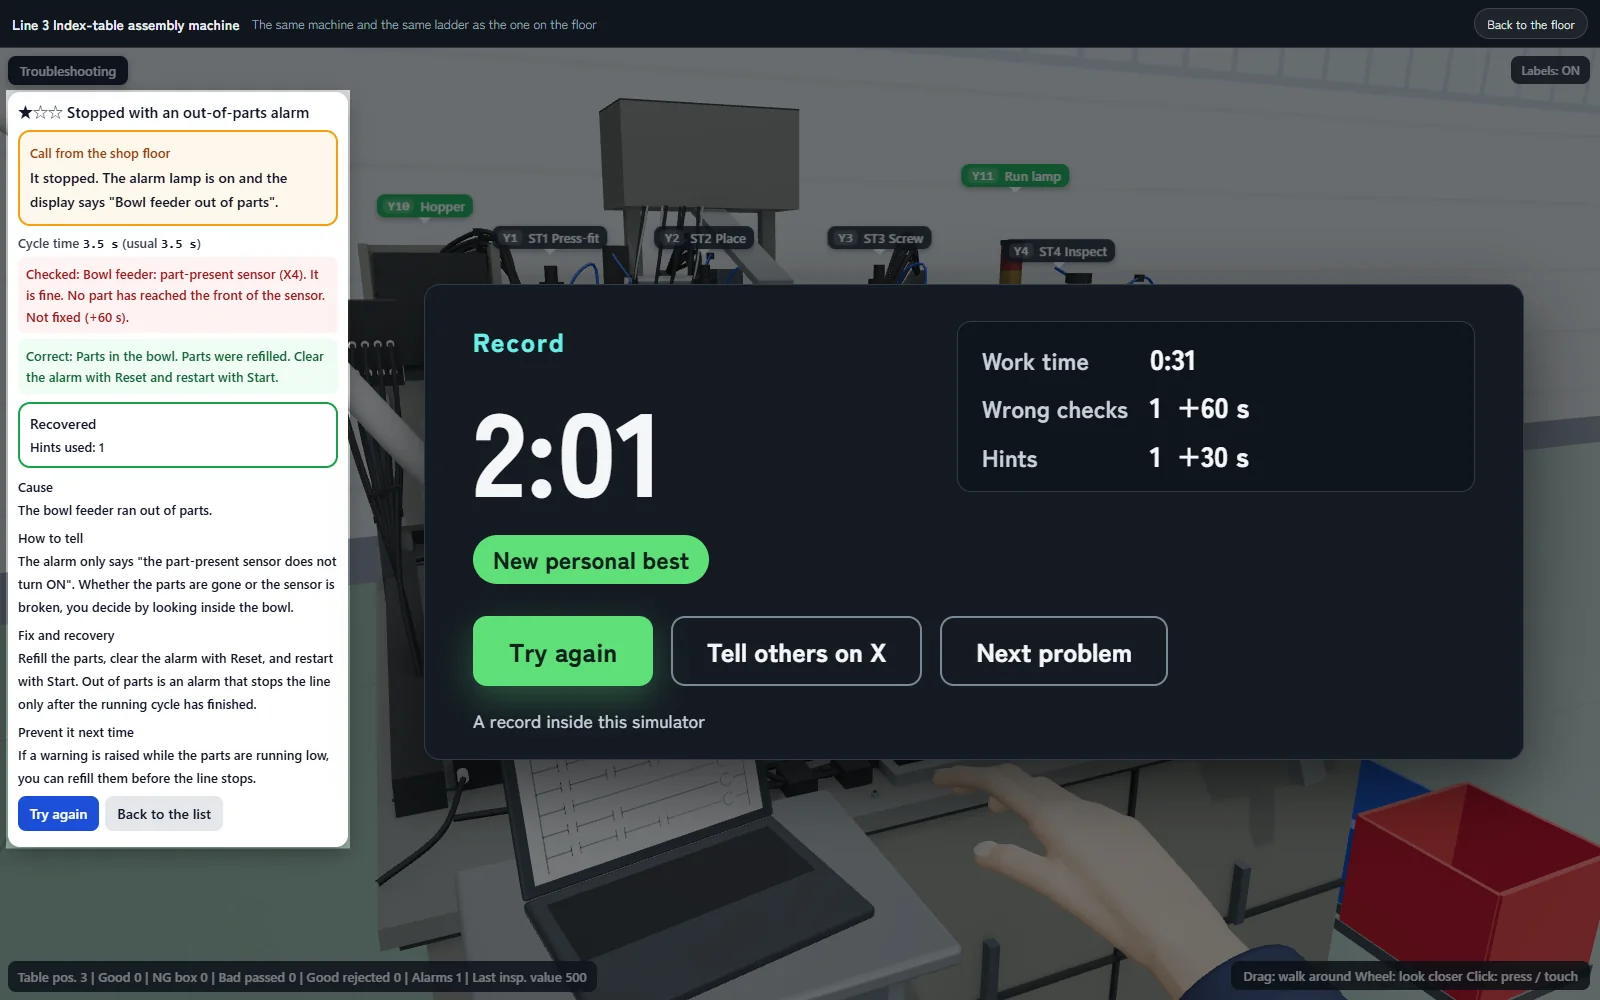 Line 3 Index-table assembly machine
The same machine and the same ladder as the one on the floor
Back to the floor
Troubleshooting
Labels: ON
★☆☆ Stopped with an out-of-parts alarm
Call from the shop floor
It stopped. The alarm lamp is on and the
display says "Bowl feeder out of parts".
Cycle time 3.5 s (usual 3.5 s)
Checked: Bowl feeder: part-present sensor (X4). It
is fine. No part has reached the front of the sensor.
Not fixed (+60 s).
Correct: Parts in the bowl. Parts were refilled. Clear
the alarm with Reset and restart with Start.
Recovered
Hints used: 1
Cause
The bowl feeder ran out of parts.
How to tell
The alarm only says "the part-present sensor does not
turn ON". Whether the parts are gone or the sensor is
broken, you decide by looking inside the bowl.
Fix and recovery
Refill the parts, clear the alarm with Reset, and restart
with Start. Out of parts is an alarm that stops the line
only after the running cycle has finished.
Prevent it next time
If a warning is raised while the parts are running low,
you can refill them before the line stops.
Try again
Back to the list
Y10 Hopper
Y11 Run lamp
Y1 ST1 Press-fit
Y2 ST2 Place
Y3 ST3 Screw
Y4 ST4 Inspect
Record
2:01
New personal best
Work time 0:31
Wrong checks 1 +60 s
Hints 1 +30 s
Try again
Tell others on X
Next problem
A record inside this simulator
Table pos. 3 | Good 0 | NG box 0 | Bad passed 0 | Good rejected 0 | Alarms 1 | Last insp. value 500
Drag: walk around Wheel: look closer Click: press / touch